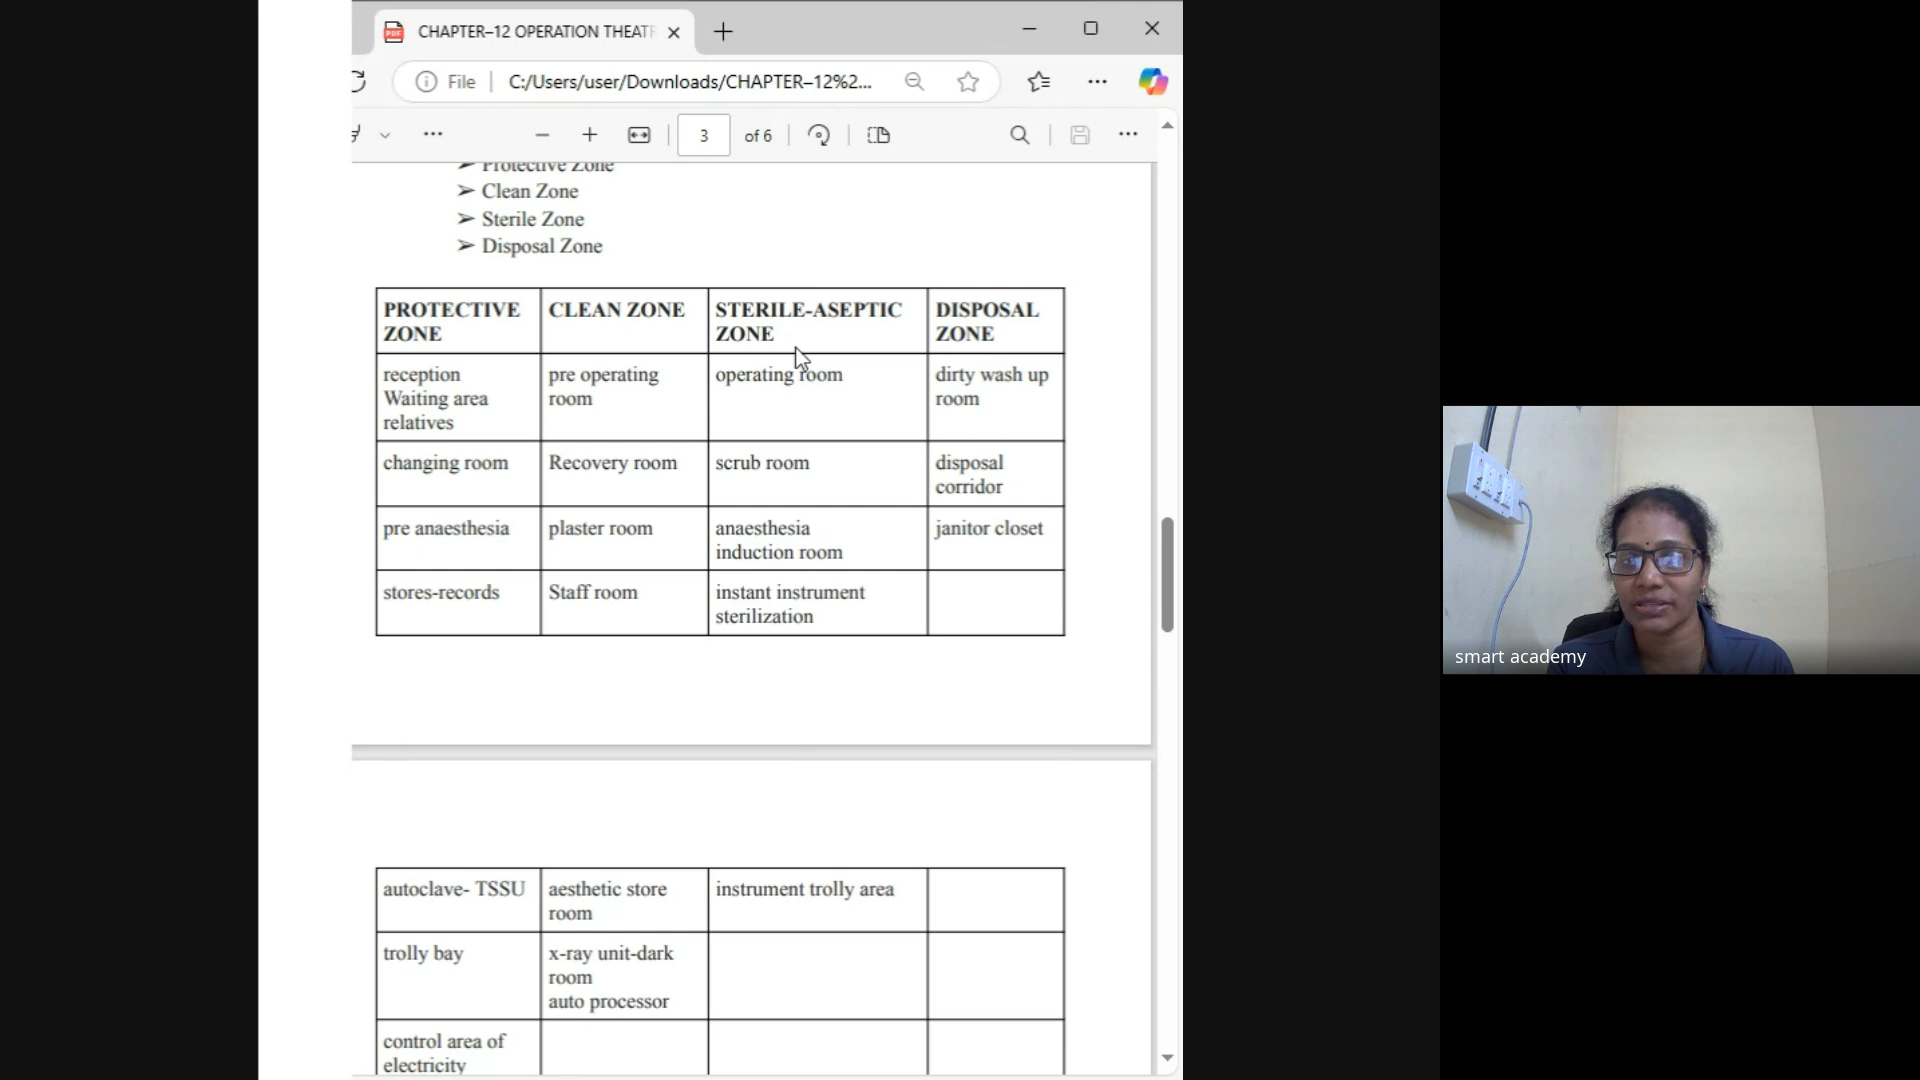 CHAPTER–12 OPERATION THEATR
File
C:/Users/user/Downloads/CHAPTER–12%2...
3 of 6
➢ Protective Zone
➢ Clean Zone
➢ Sterile Zone
➢ Disposal Zone
PROTECTIVE ZONE
CLEAN ZONE
STERILE-ASEPTIC ZONE
DISPOSAL ZONE
reception
Waiting area
relatives
pre operating
room
operating room
dirty wash up
room
changing room
Recovery room
scrub room
disposal
corridor
pre anaesthesia
plaster room
anaesthesia
induction room
janitor closet
stores-records
Staff room
instant instrument
sterilization
autoclave- TSSU
aesthetic store
room
instrument trolly area
trolly bay
x-ray unit-dark
room
auto processor
control area of
electricity
smart academy